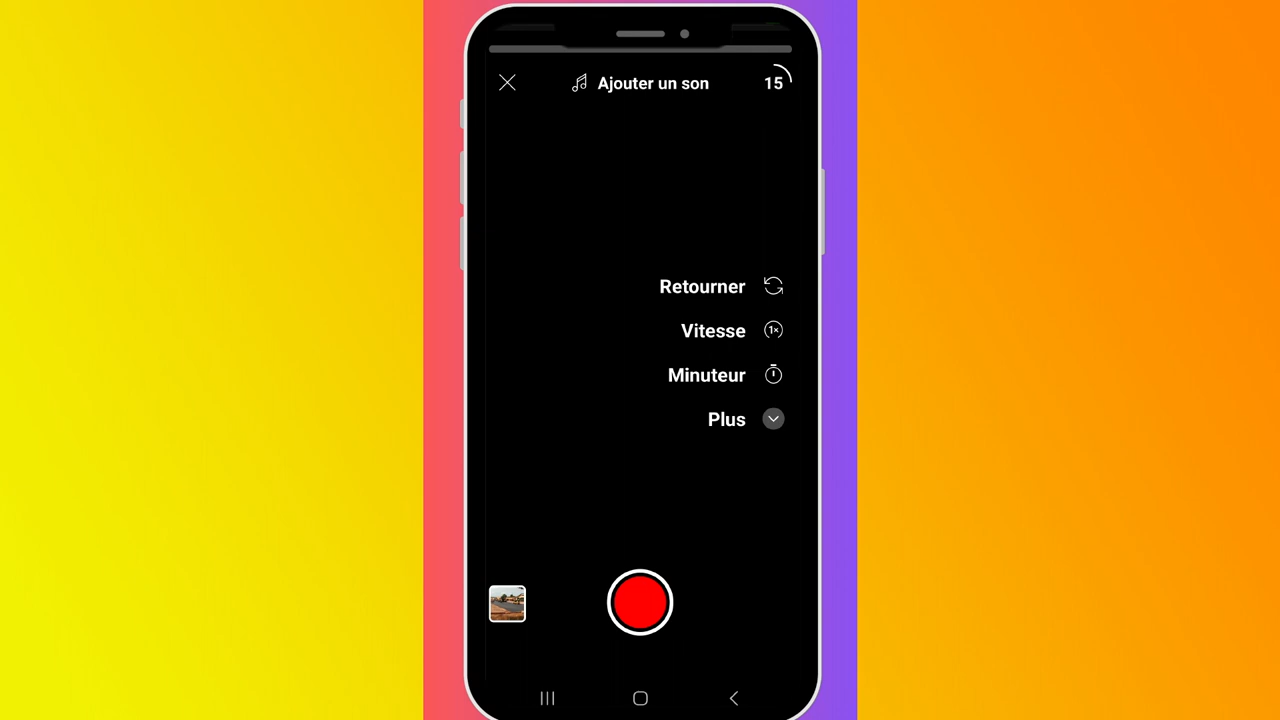 Ajouter un son
15
Retourner
Vitesse
1×
Minuteur
Plus